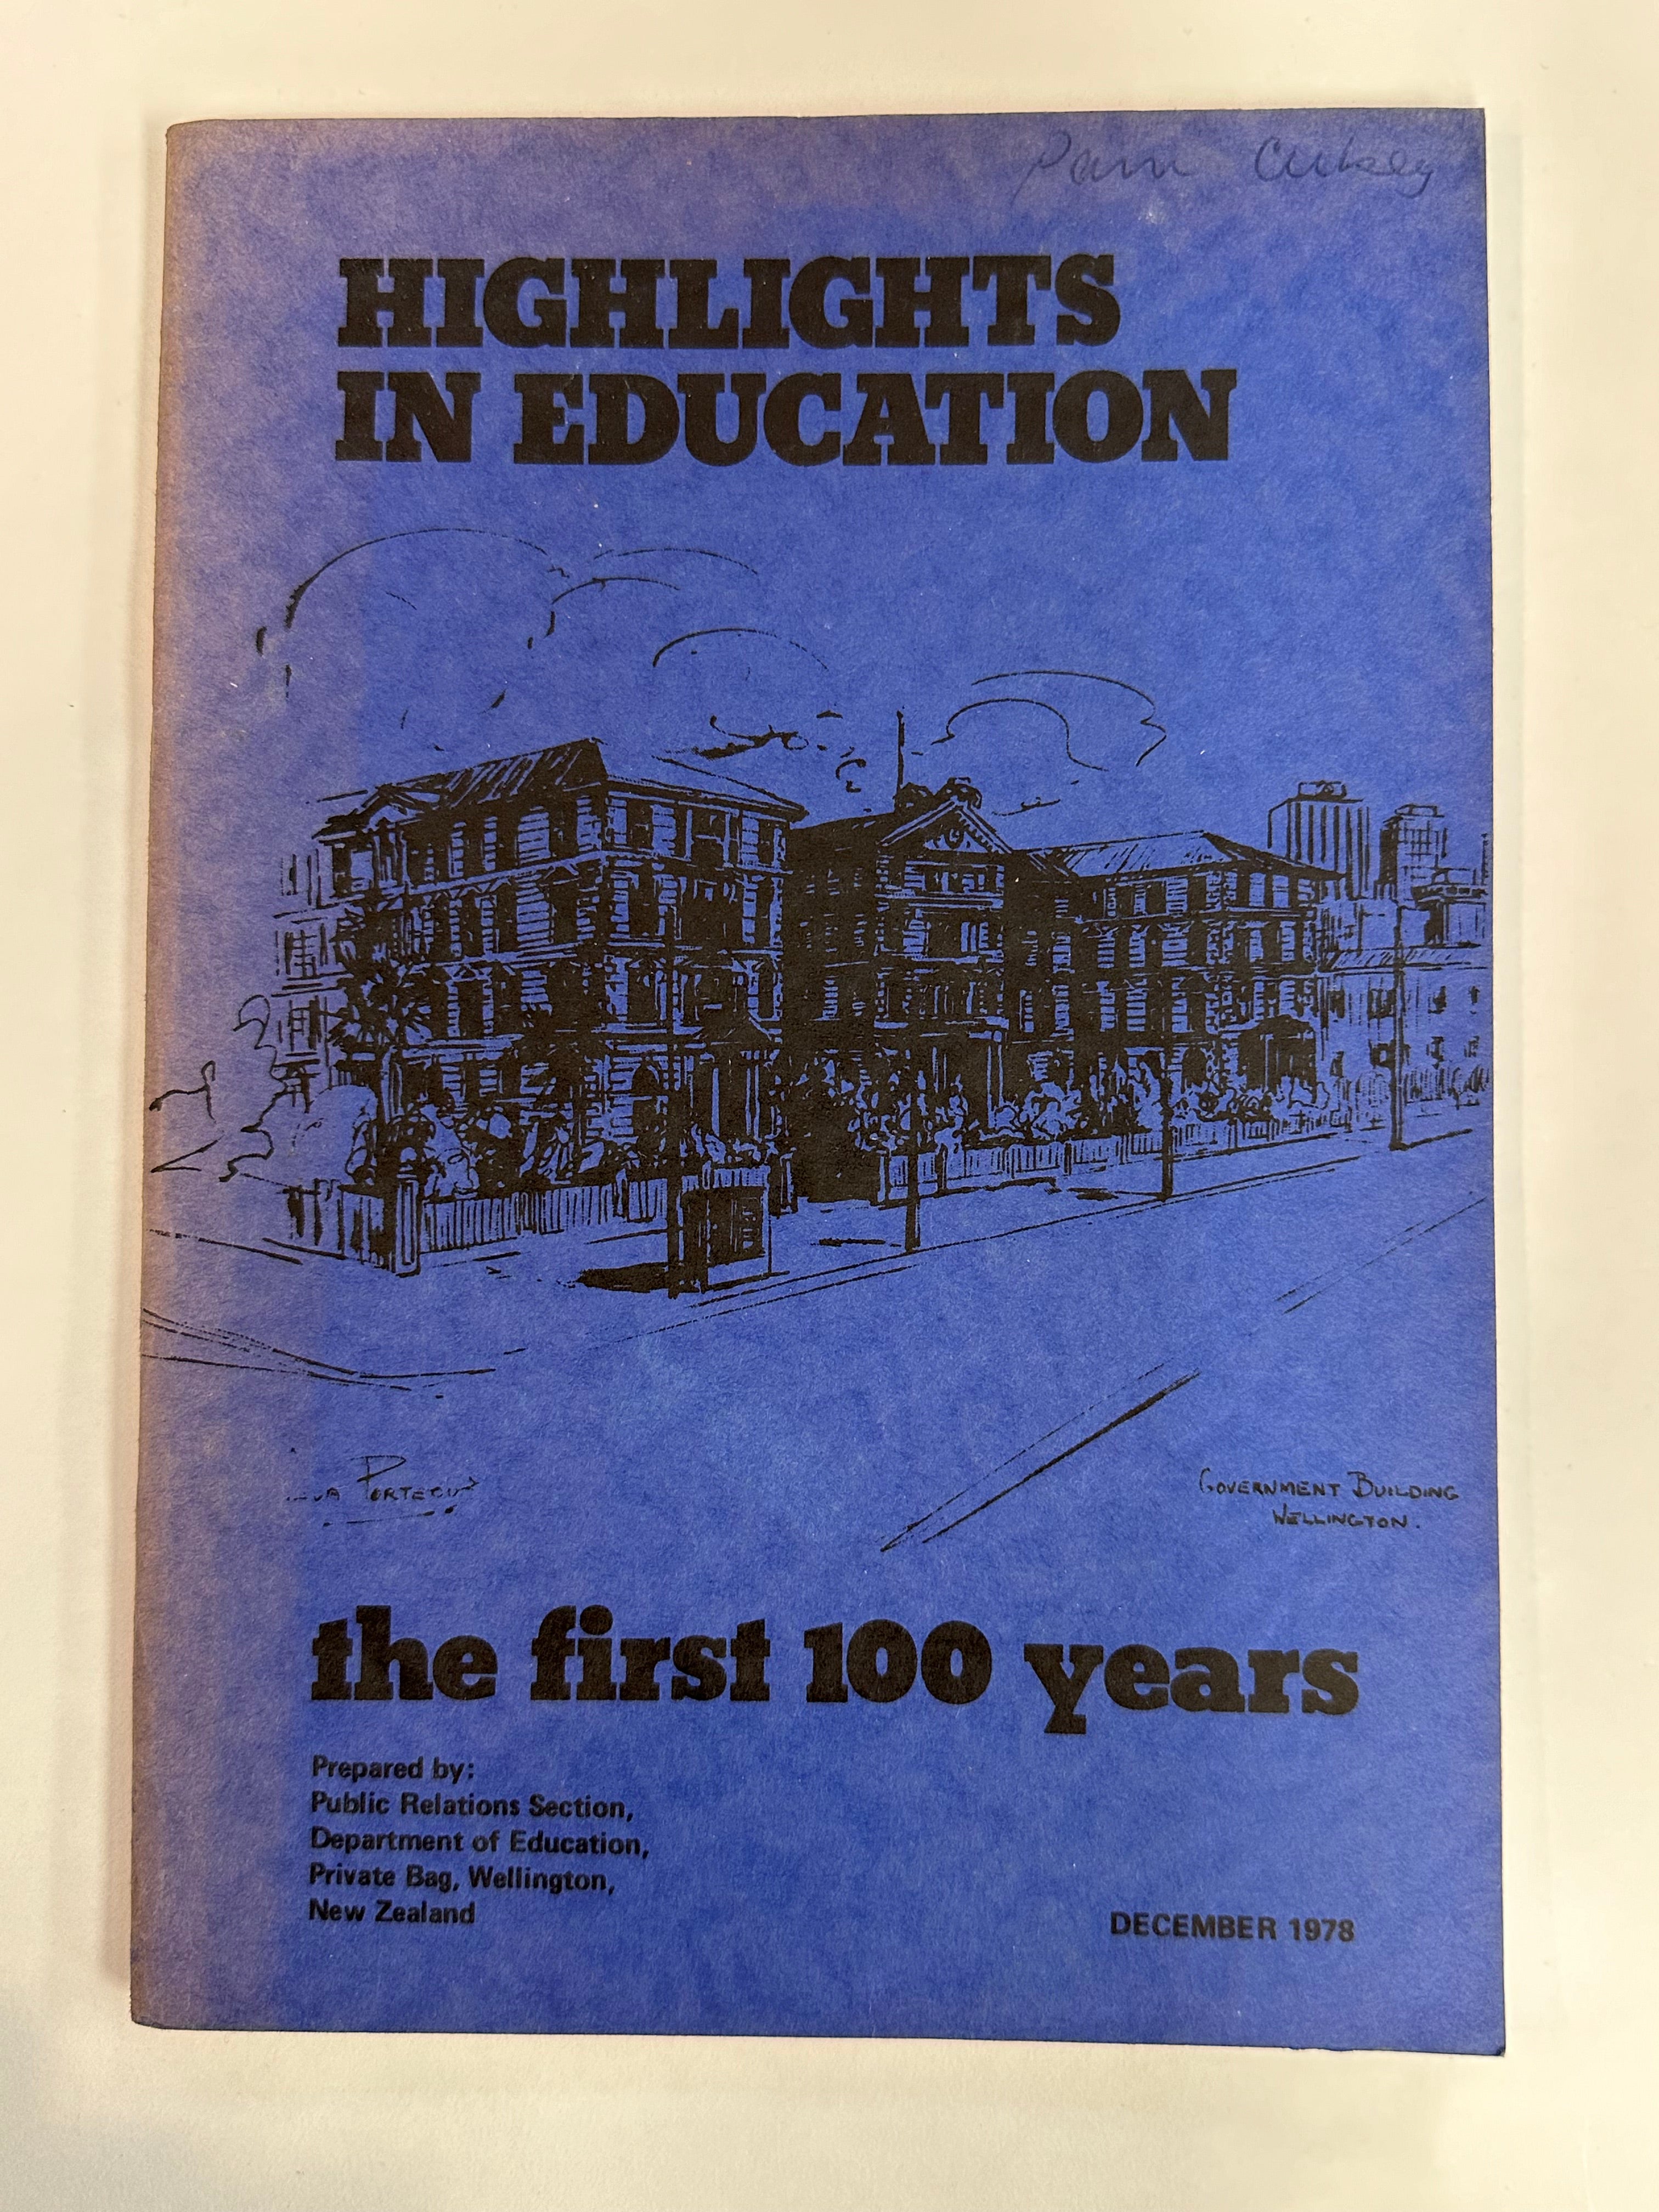 Pam
HIGHLIGHTS
IN EDUCATION
GOVERNMENT BUILDING
WELLINGTON.
the first 100 years
Prepared by:
Public Relations Section,
Department of Education,
Private Bag, Wellington,
New Zealand
DECEMBER 1978